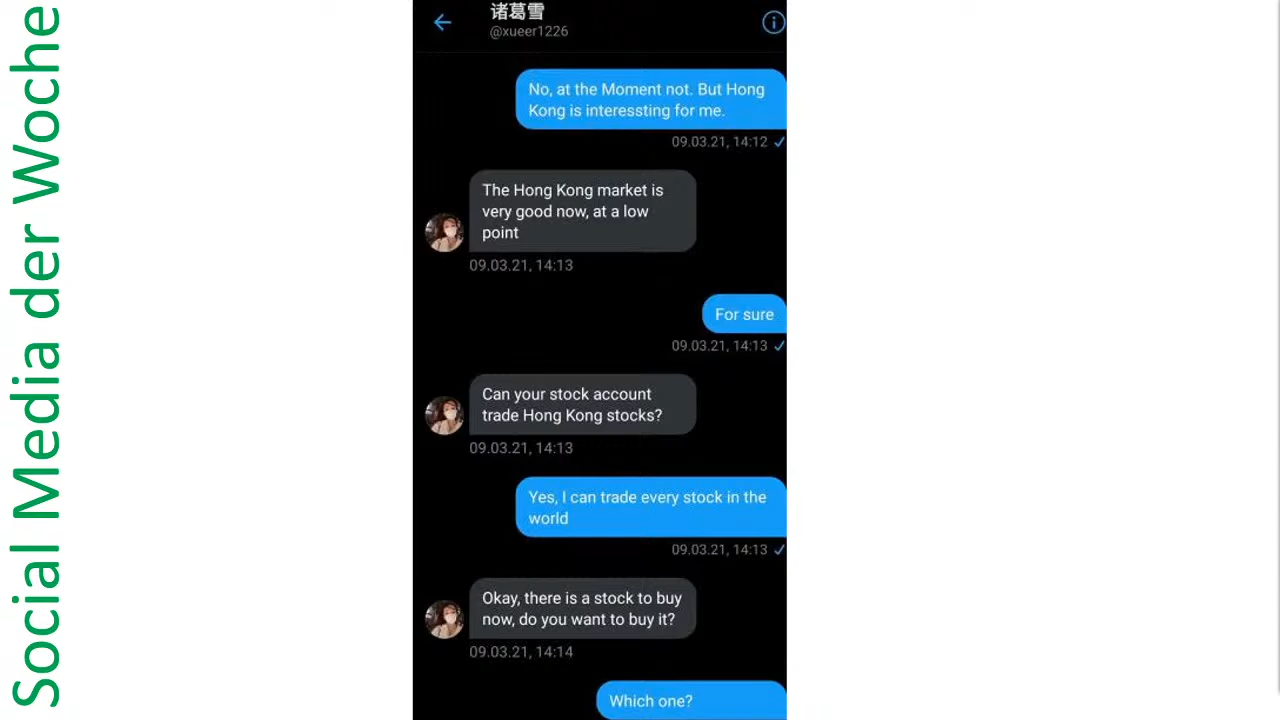 Social Media der Woche
诸葛雪
@xueer1226
No, at the Moment not. But Hong
Kong is interessting for me.
09.03.21, 14:12
The Hong Kong market is
very good now, at a low
point
09.03.21, 14:13
For sure
09.03.21, 14:13
Can your stock account
trade Hong Kong stocks?
09.03.21, 14:13
Yes, I can trade every stock in the
world
09.03.21, 14:13
Okay, there is a stock to buy
now, do you want to buy it?
09.03.21, 14:14
Which one?